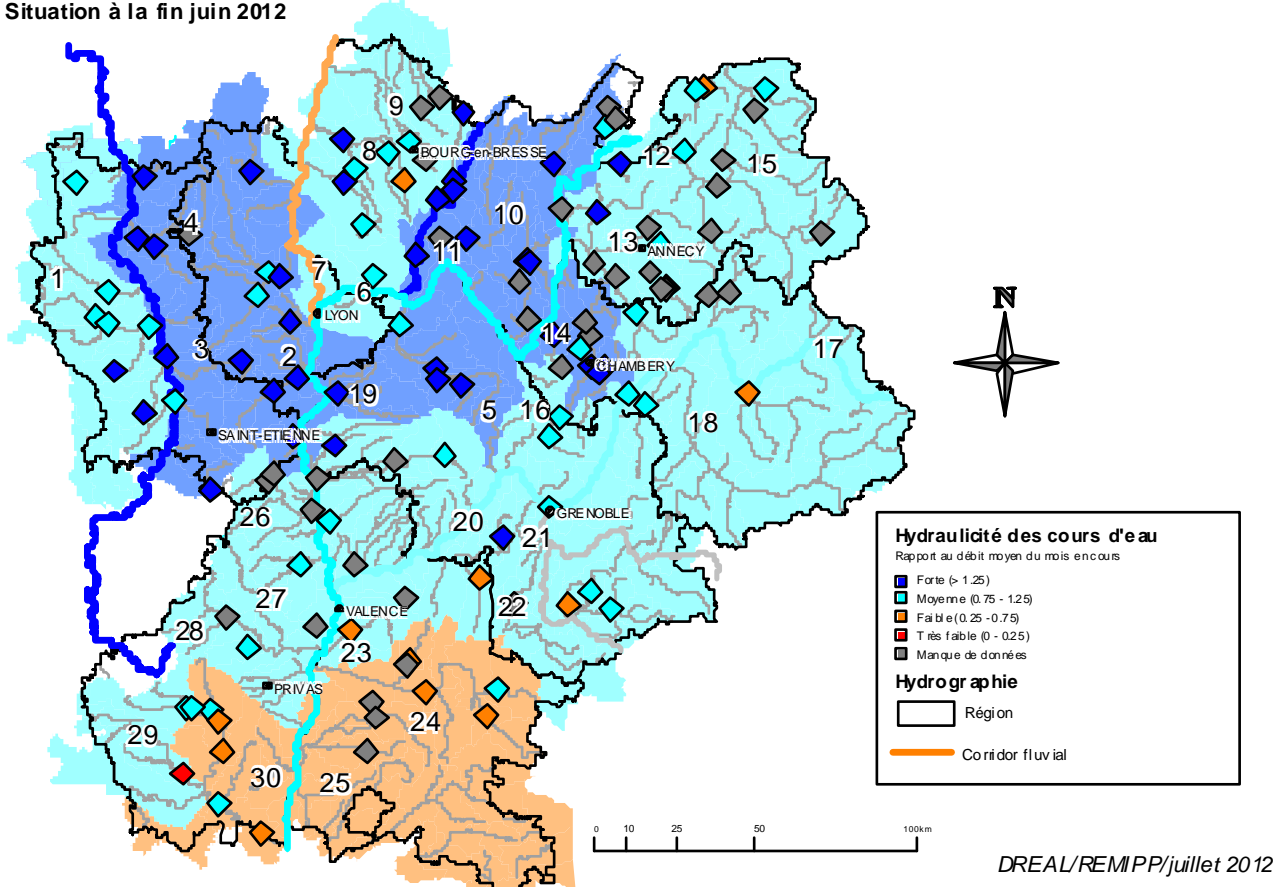 Situation à la fin juin 2012
9
8
BOURG-en-BRESSE
12
15
4
10
13
ANNECY
1
11
7
6
LYON
N
3
2
14
CHAMBERY
17
19
5
16
18
SAINT-ETIENNE
26
20
GRENOBLE
21
27
VALENCE
22
28
23
PRIVAS
24
29
30
25
Hydraulicité des cours d'eau
Rapport au débit moyen du mois en cours
Forte (> 1.25)
Moyenne (0.75 - 1.25)
Faible (0.25 - 0.75)
Très faible (0 - 0.25)
Manque de données
Hydrographie
Région
Corridor fluvial
0 10 25 50 100km
DREAL/REMIPP/juillet 2012